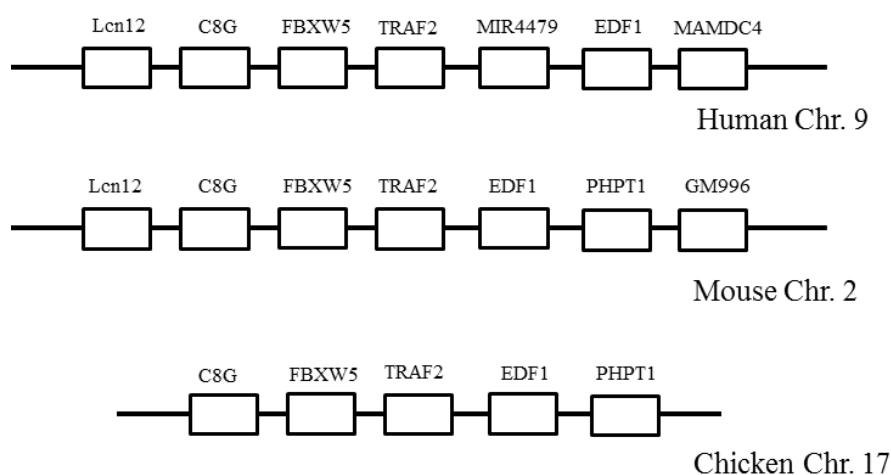 Lcn12 C8G FBXW5 TRAF2 MIR4479 EDF1 MAMDC4
Human Chr. 9
Lcn12 C8G FBXW5 TRAF2 EDF1 PHPT1 GM996
Mouse Chr. 2
C8G FBXW5 TRAF2 EDF1 PHPT1
Chicken Chr. 17